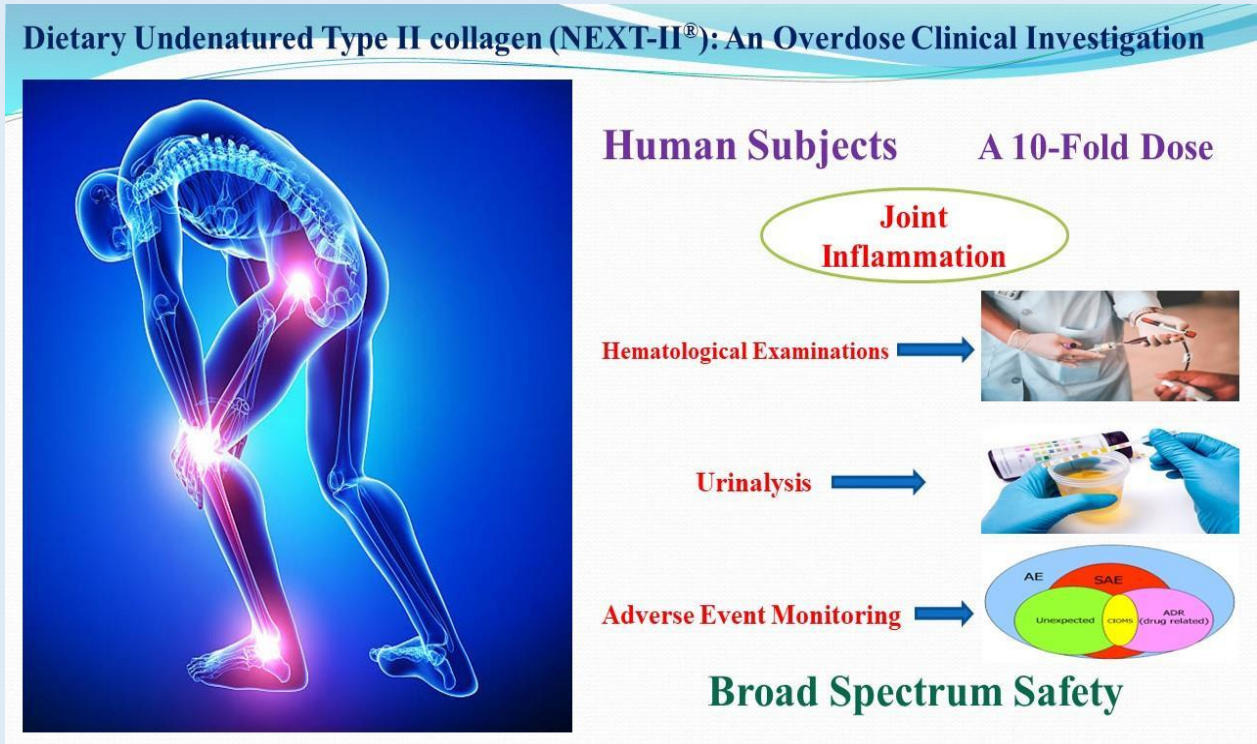 Dietary Undenatured Type II collagen (NEXT-II®): An Overdose Clinical Investigation
Human Subjects
A 10-Fold Dose
Joint
Inflammation
Hematological Examinations
Urinalysis
Adverse Event Monitoring
AE
SAE
Unexpected
CIOMS
ADR
(drug related)
Broad Spectrum Safety